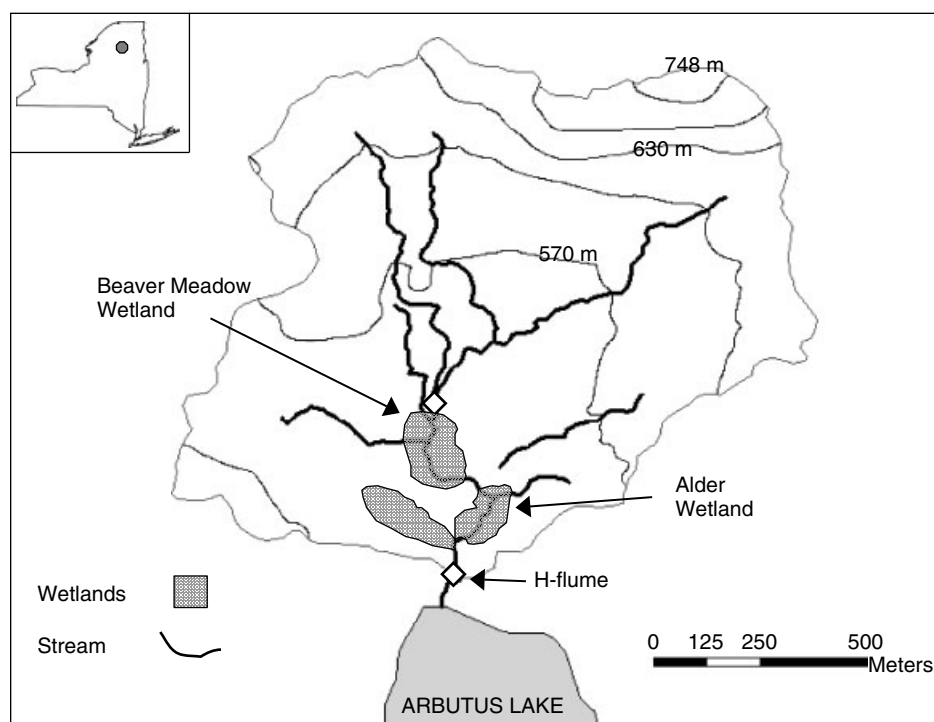 748 m
630 m
570 m
Beaver Meadow
Wetland
Alder
Wetland
H-flume
Wetlands
Stream
0 125 250 500
Meters
ARBUTUS LAKE